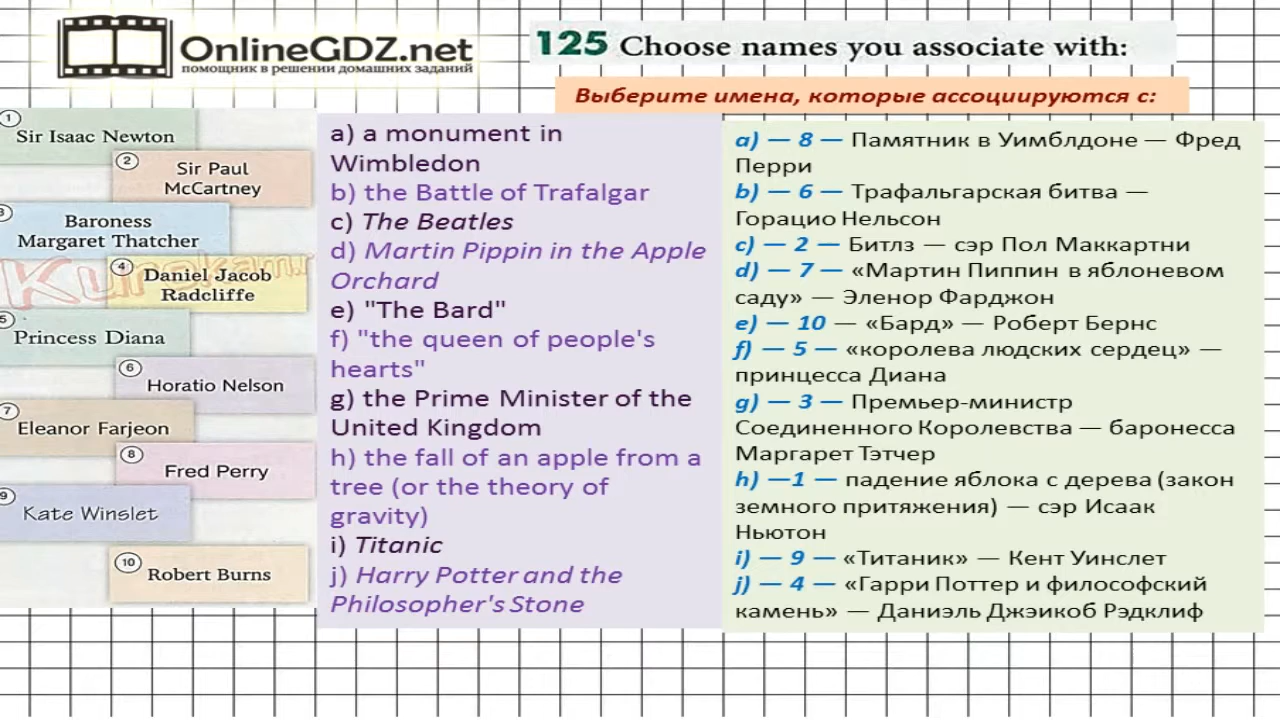 OnlineGDZ.net
помощник в решении домашних заданий
125 Choose names you associate with:
Выберите имена, которые ассоциируются с:
1
Sir Isaac Newton
2
Sir Paul
McCartney
3
Baroness
Margaret Thatcher
4
Daniel Jacob
Radcliffe
5
Princess Diana
6
Horatio Nelson
7
Eleanor Farjeon
8
Fred Perry
9
Kate Winslet
10
Robert Burns
a) a monument in
Wimbledon
b) the Battle of Trafalgar
c) The Beatles
d) Martin Pippin in the Apple
Orchard
e) "The Bard"
f) "the queen of people's
hearts"
g) the Prime Minister of the
United Kingdom
h) the fall of an apple from a
tree (or the theory of
gravity)
i) Titanic
j) Harry Potter and the
Philosopher's Stone
a) — 8 — Памятник в Уимблдоне — Фред
Перри
b) — 6 — Трафальгарская битва —
Горацио Нельсон
c) — 2 — Битлз — сэр Пол Маккартни
d) — 7 — «Мартин Пиппин в яблоневом
саду» — Эленор Фарджон
e) — 10 — «Бард» — Роберт Бернс
f) — 5 — «королева людских сердец» —
принцесса Диана
g) — 3 — Премьер-министр
Соединенного Королевства — баронесса
Маргарет Тэтчер
h) —1 — падение яблока с дерева (закон
земного притяжения) — сэр Исаак
Ньютон
i) — 9 — «Титаник» — Кент Уинслет
j) — 4 — «Гарри Поттер и философский
камень» — Даниэль Джэикоб Рэдклиф